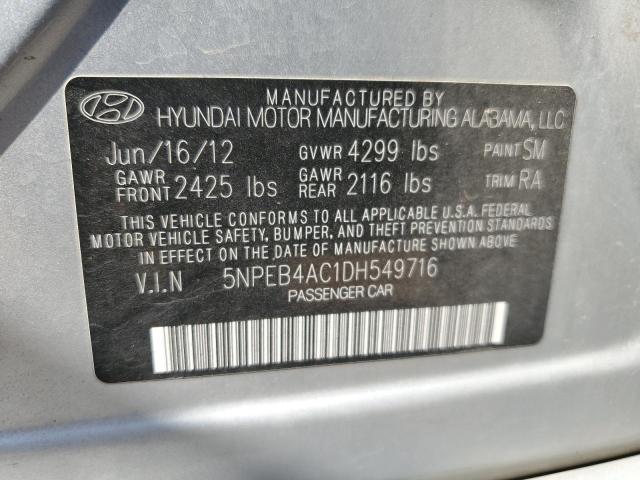 MANUFACTURED BY
HYUNDAI MOTOR MANUFACTURING ALABAMA, LLC
Jun/16/12 GVWR 4299 lbs PAINT SM
GAWR FRONT 2425 lbs GAWR REAR 2116 lbs TRIM RA
THIS VEHICLE CONFORMS TO ALL APPLICABLE U.S.A. FEDERAL
MOTOR VEHICLE SAFETY, BUMPER, AND THEFT PREVENTION STANDARDS
IN EFFECT ON THE DATE OF MANUFACTURE SHOWN ABOVE.
V.I.N 5NPEB4AC1DH549716
PASSENGER CAR